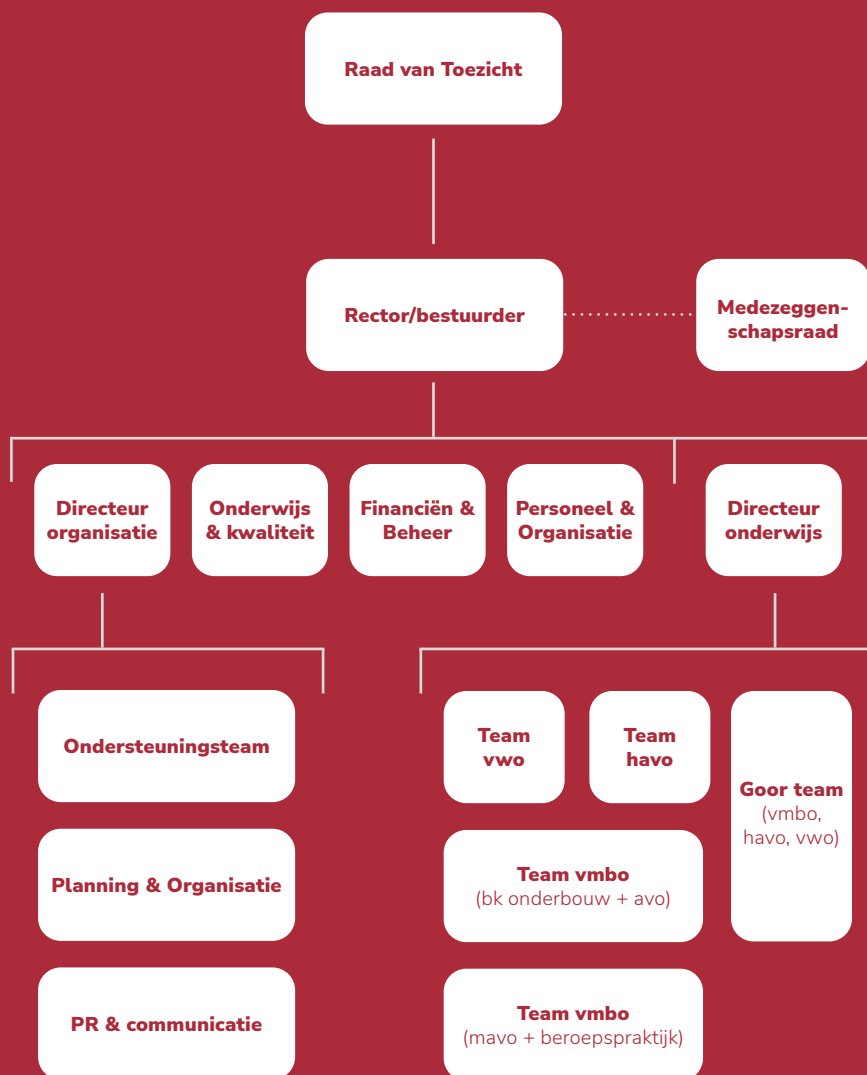 Raad van Toezicht
Rector/bestuurder
Medezeggen-
schapsraad
Directeur
organisatie
Onderwijs
& kwaliteit
Financiën &
Beheer
Personeel &
Organisatie
Directeur
onderwijs
Ondersteuningsteam
Planning & Organisatie
PR & communicatie
Team
vwo
Team
havo
Goor team
(vmbo,
havo, vwo)
Team vmbo
(bk onderbouw + avo)
Team vmbo
(mavo + beroepspraktijk)